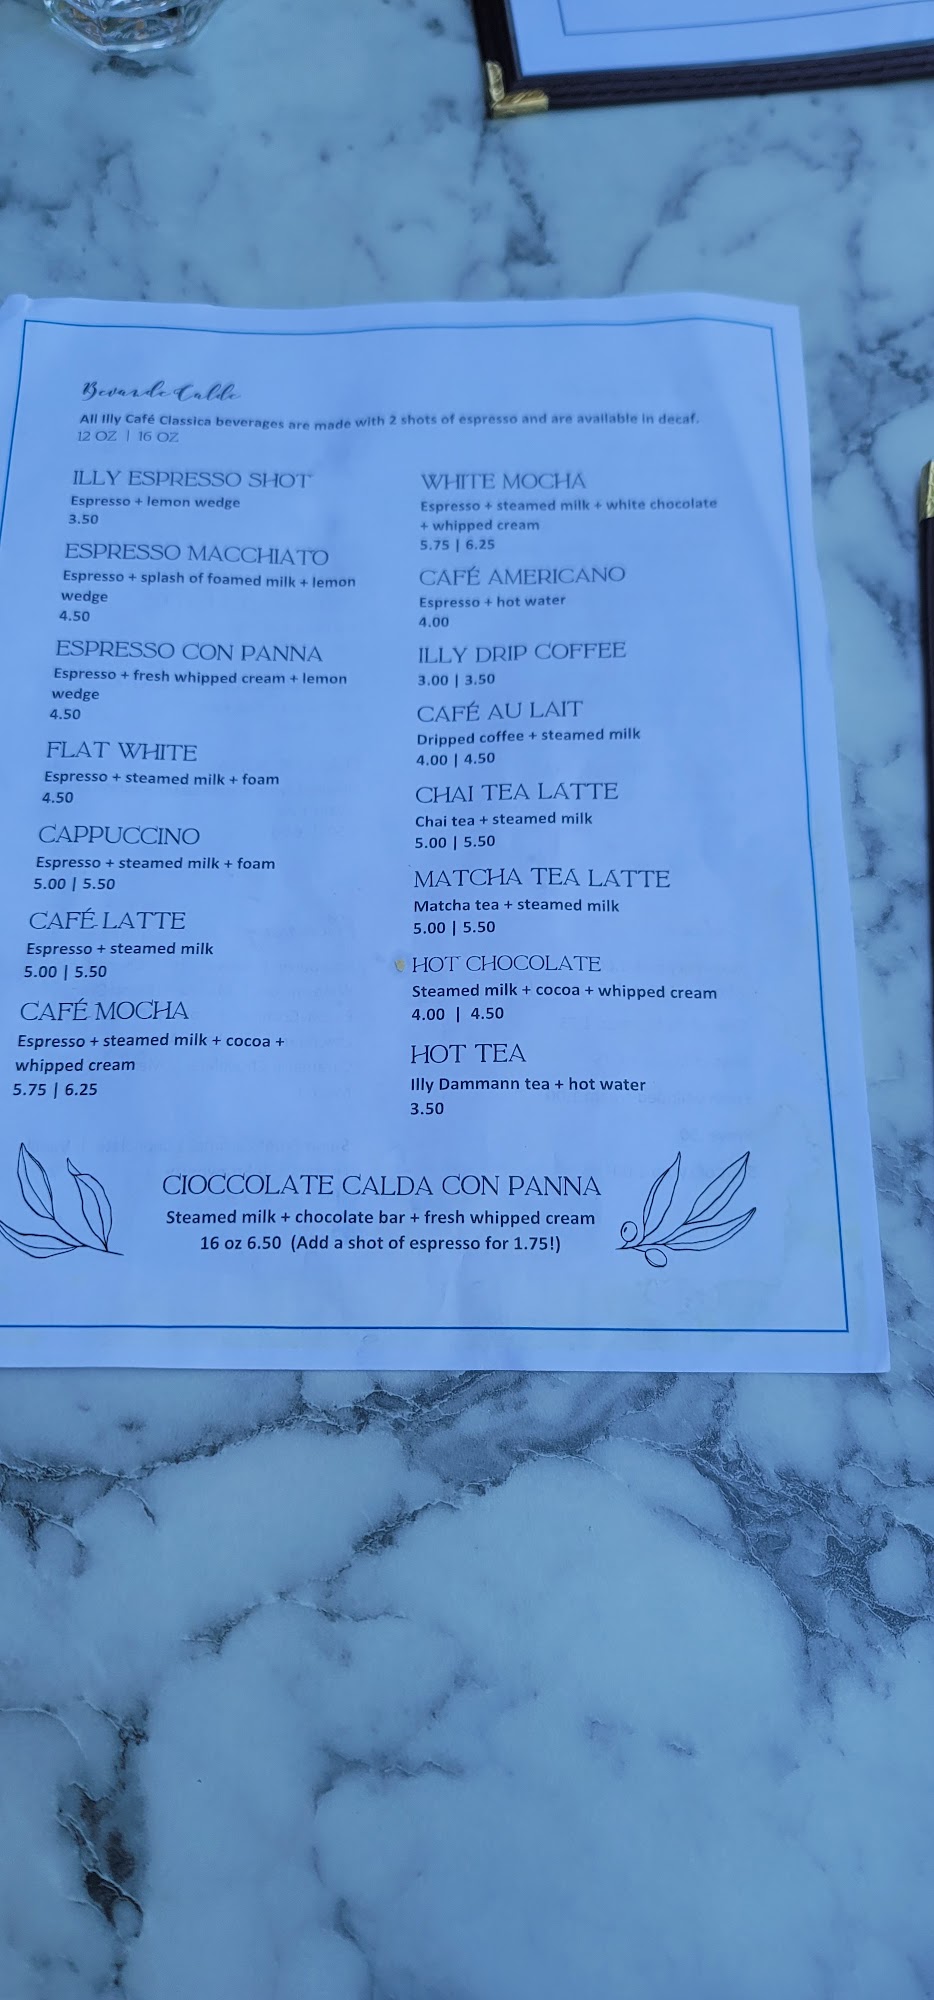 Bevande Calde
All Illy Café Classica beverages are made with 2 shots of espresso and are available in decaf.
12 OZ | 16 OZ
ILLY ESPRESSO SHOT
Espresso + lemon wedge
3.50
ESPRESSO MACCHIATO
Espresso + splash of foamed milk + lemon
wedge
4.50
ESPRESSO CON PANNA
Espresso + fresh whipped cream + lemon
wedge
4.50
FLAT WHITE
Espresso + steamed milk + foam
4.50
CAPPUCCINO
Espresso + steamed milk + foam
5.00 | 5.50
CAFÉ LATTE
Espresso + steamed milk
5.00 | 5.50
CAFÉ MOCHA
Espresso + steamed milk + cocoa +
whipped cream
5.75 | 6.25
WHITE MOCHA
Espresso + steamed milk + white chocolate
+ whipped cream
5.75 | 6.25
CAFÉ AMERICANO
Espresso + hot water
4.00
ILLY DRIP COFFEE
3.00 | 3.50
CAFÉ AU LAIT
Dripped coffee + steamed milk
4.00 | 4.50
CHAI TEA LATTE
Chai tea + steamed milk
5.00 | 5.50
MATCHA TEA LATTE
Matcha tea + steamed milk
5.00 | 5.50
HOT CHOCOLATE
Steamed milk + cocoa + whipped cream
4.00 | 4.50
HOT TEA
Illy Dammann tea + hot water
3.50
CIOCCOLATE CALDA CON PANNA
Steamed milk + chocolate bar + fresh whipped cream
16 oz 6.50 (Add a shot of espresso for 1.75!)